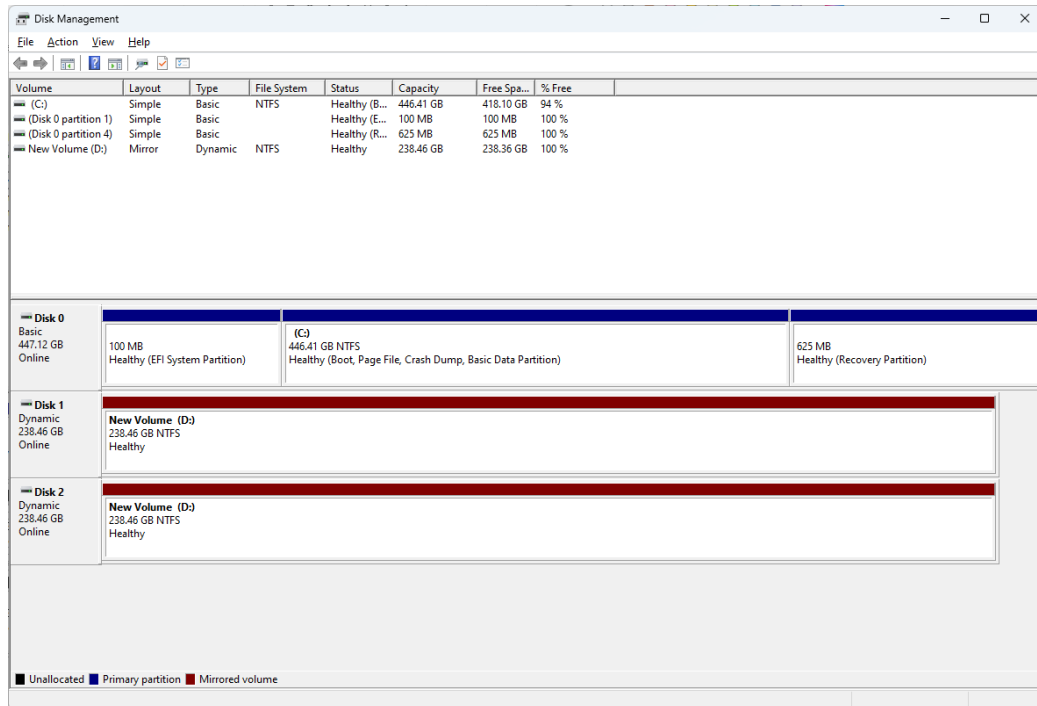 Disk Management
File Action View Help
Volume Layout Type File System Status Capacity Free Spa... % Free
(C:) Simple Basic NTFS Healthy (B... 446.41 GB 418.10 GB 94 %
(Disk 0 partition 1) Simple Basic Healthy (E... 100 MB 100 MB 100 %
(Disk 0 partition 4) Simple Basic Healthy (R... 625 MB 625 MB 100 %
New Volume (D:) Mirror Dynamic NTFS Healthy 238.46 GB 238.36 GB 100 %
Disk 0
Basic
447.12 GB
Online
100 MB
Healthy (EFI System Partition)
(C:)
446.41 GB NTFS
Healthy (Boot, Page File, Crash Dump, Basic Data Partition)
625 MB
Healthy (Recovery Partition)
Disk 1
Dynamic
238.46 GB
Online
New Volume (D:)
238.46 GB NTFS
Healthy
Disk 2
Dynamic
238.46 GB
Online
New Volume (D:)
238.46 GB NTFS
Healthy
Unallocated Primary partition Mirrored volume